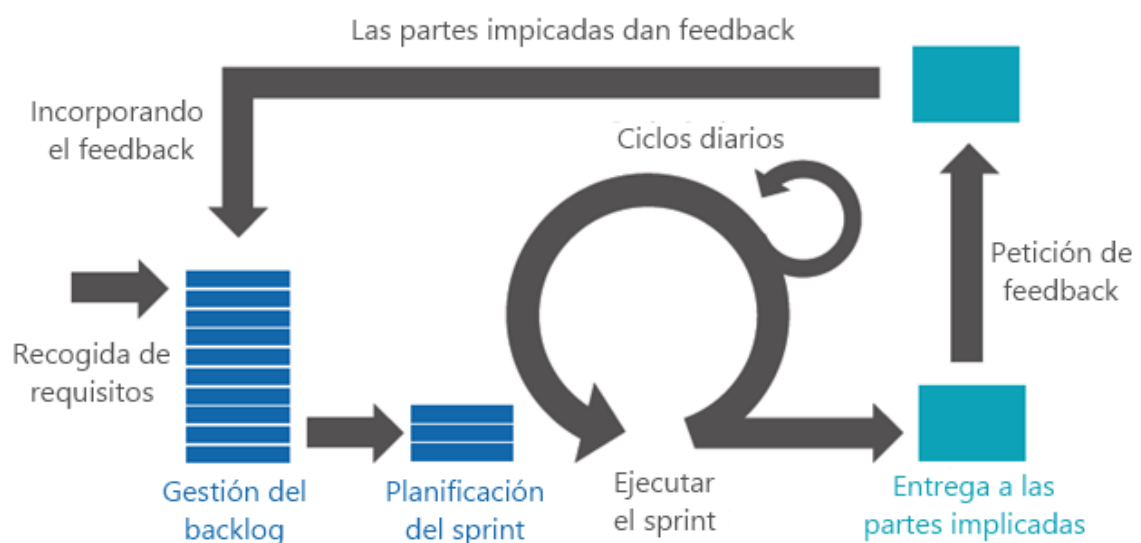 Las partes impicadas dan feedback
Incorporando
el feedback
Ciclos diarios
Petición de
feedback
Recogida de
requisitos
Gestión del
backlog
Planificación
del sprint
Ejecutar
el sprint
Entrega a las
partes implicadas